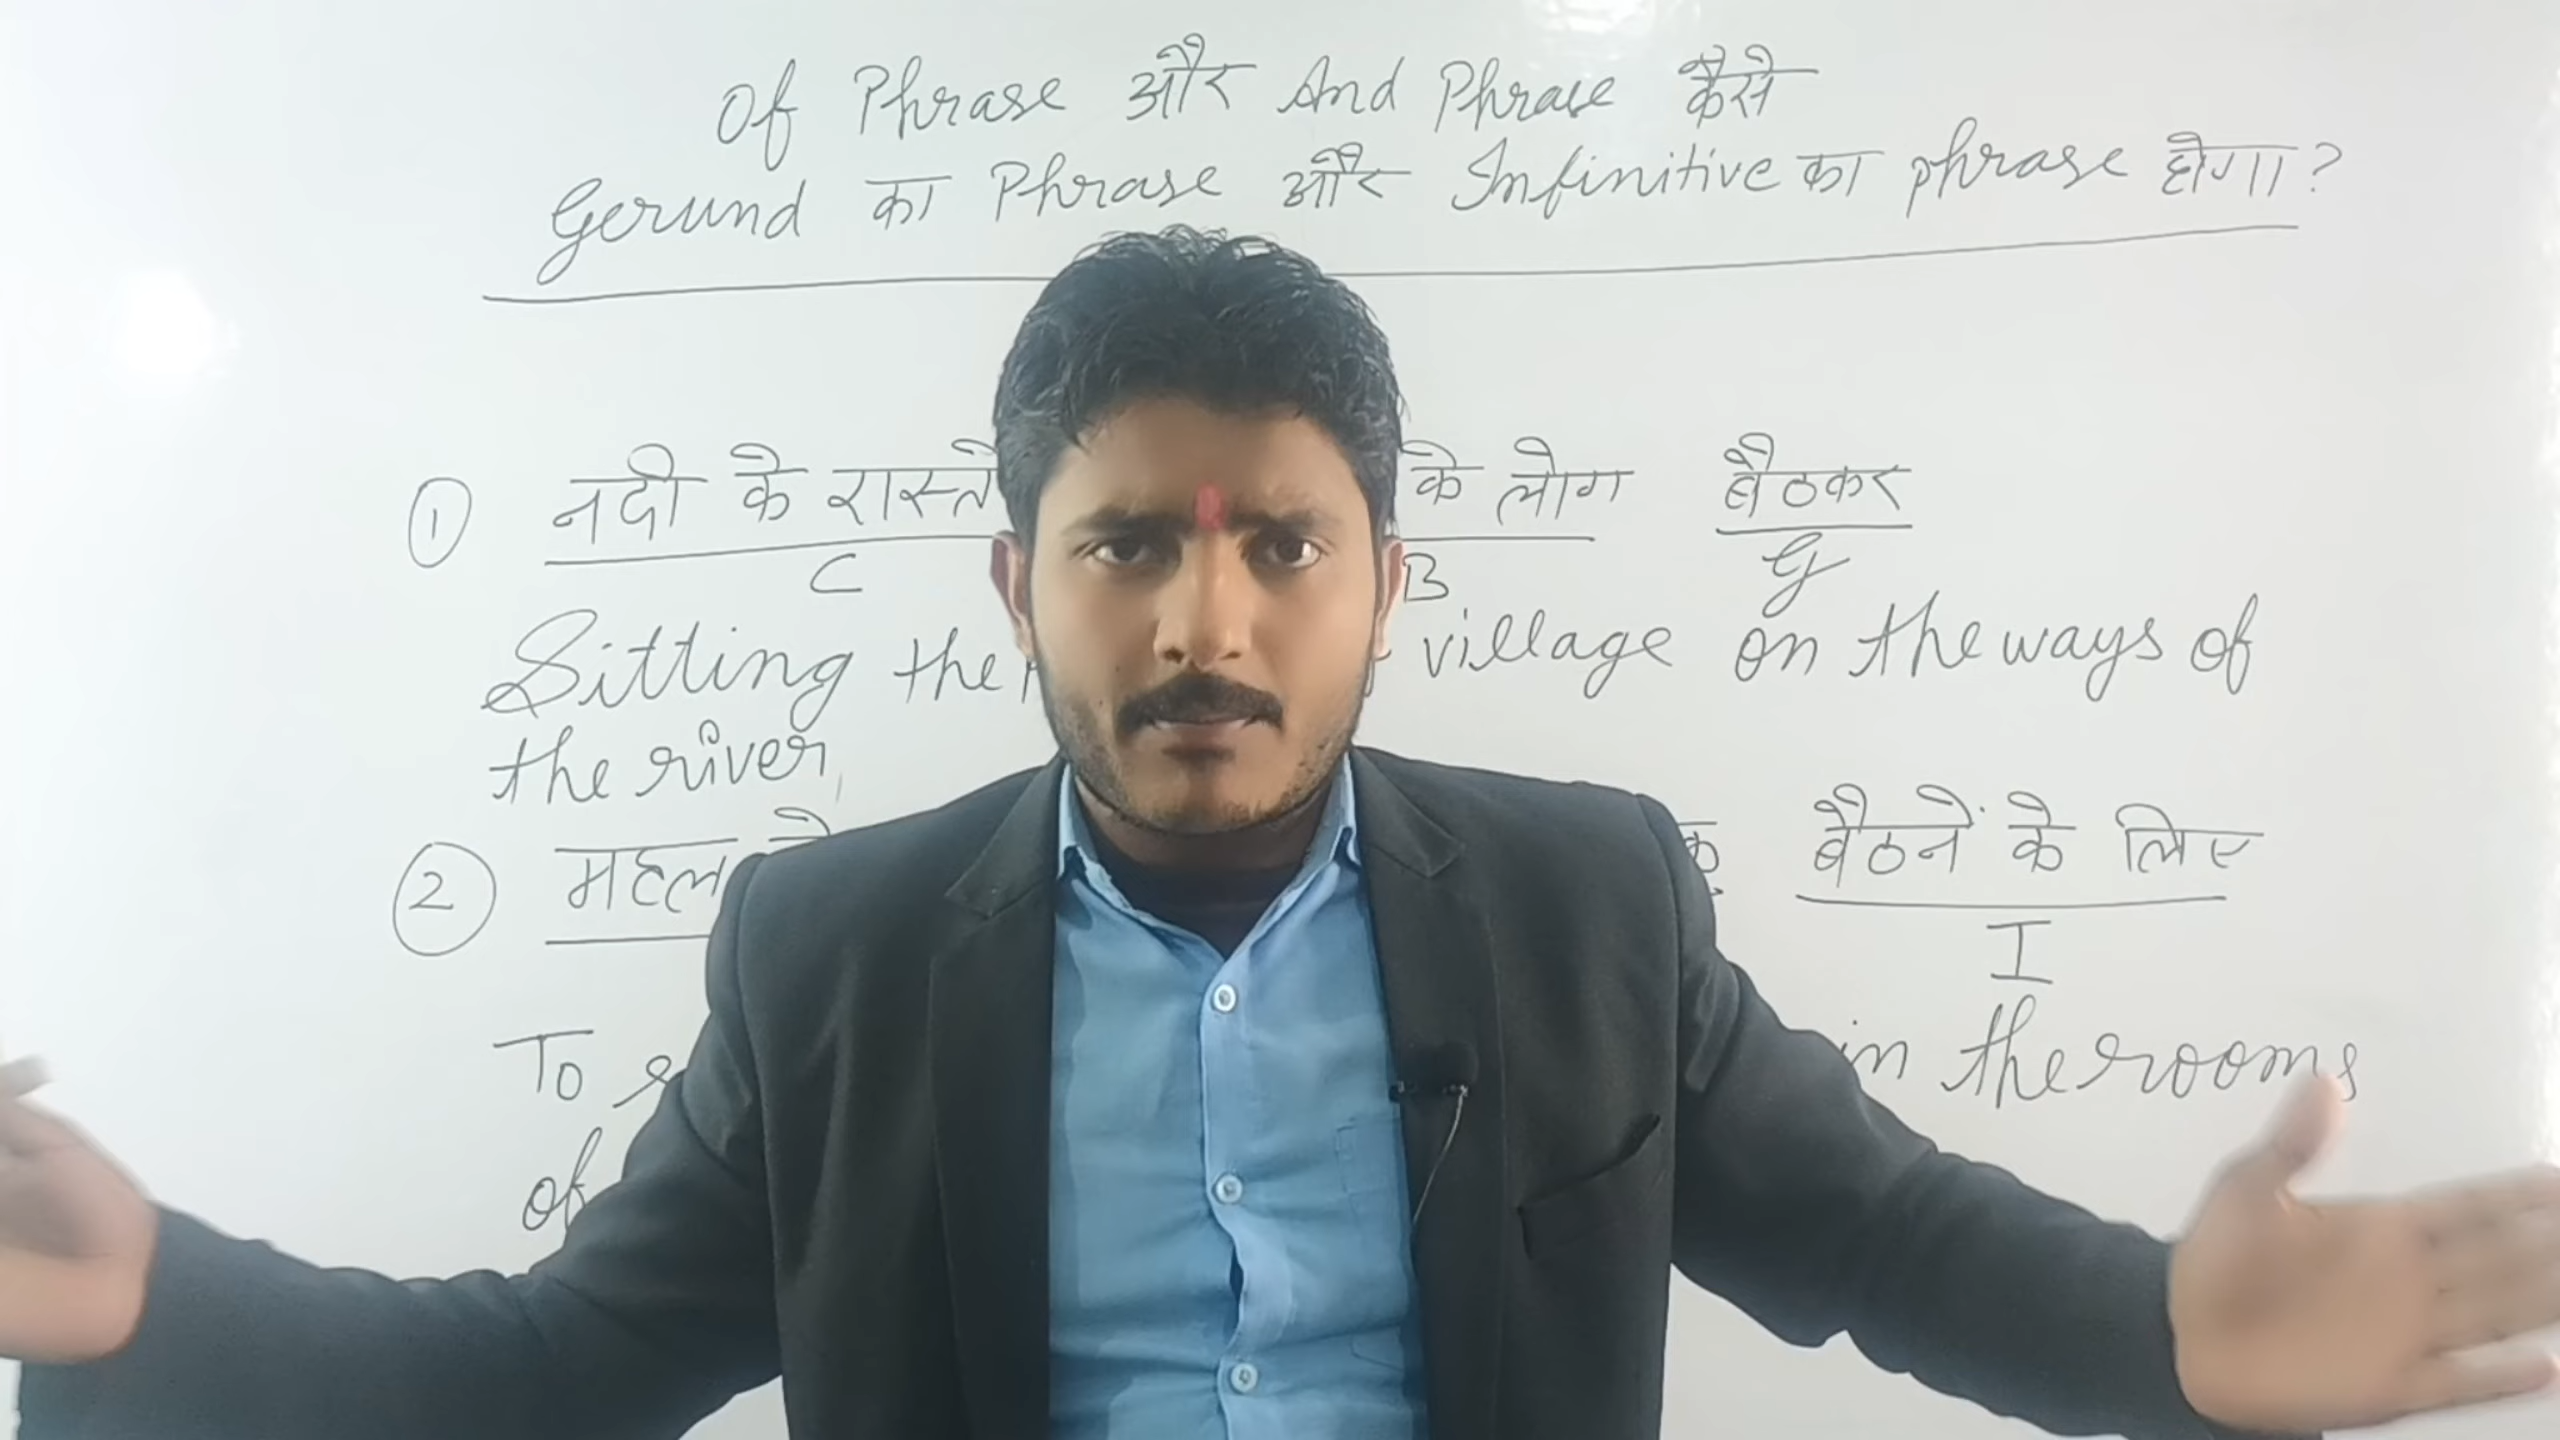 Of Phrase और And Phrase कैसे
Gerund का Phrase और Infinitive का phrase होगा?
① नदी के रास्ते के लोग बैठकर
C B G
Sitting the village on the ways of
the river,
② महल बैठनें के लिए
I
To in the rooms
of